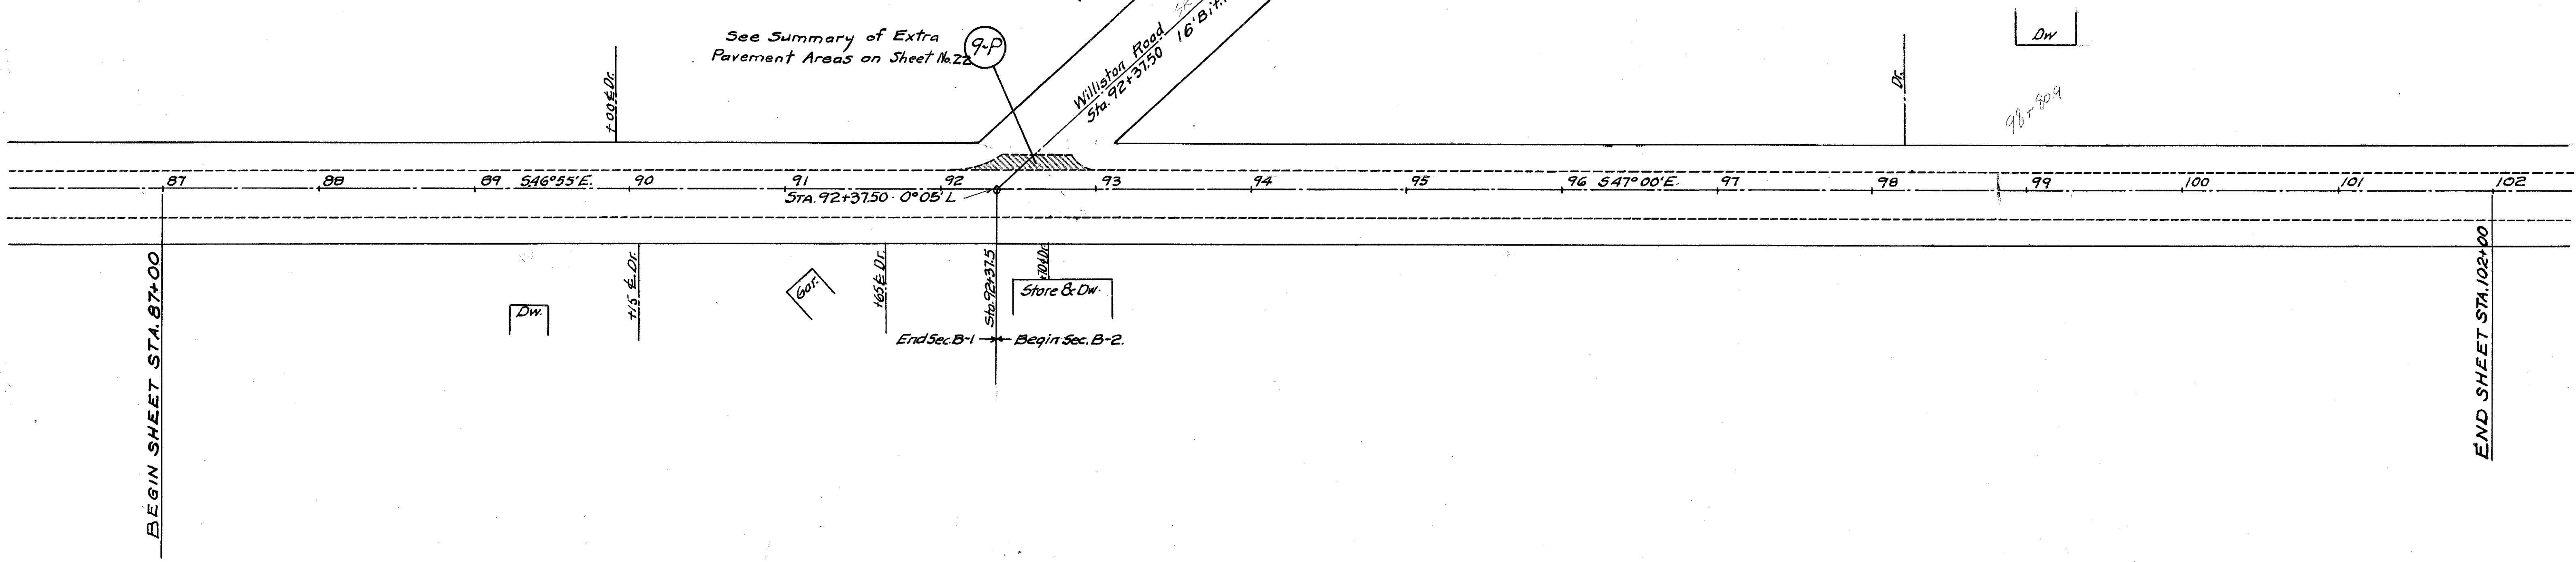 See Summary of Extra
Pavement Areas on Sheet No. 22
9-P
+00 ℄ Dr.
Williston Road
Sta. 92+37.50 16' Bit.
Dr.
Dw
98+80.9
87 88 89 S46°55'E. 90 91 92 93 94 95 96 S47°00'E. 97 98 99 100 101 102
STA. 92+37.50 - 0°05' L
BEGIN SHEET STA. 87+00
Dw.
+15 ℄ Dr.
Gar.
+65 ℄ Dr.
Sta. 92+37.5
+70 ℄ Dr.
Store & Dw.
End Sec. B-1
Begin Sec. B-2.
END SHEET STA. 102+00